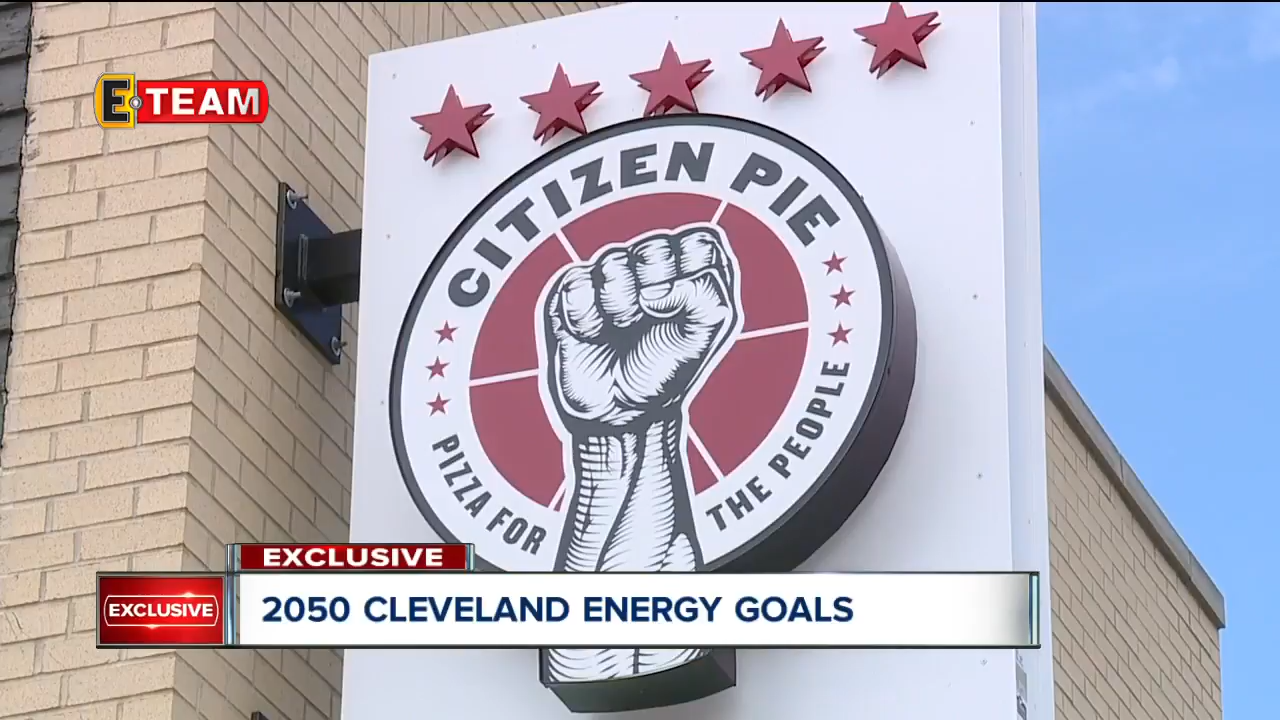 E TEAM
CITIZEN PIE
PIZZA FOR
THE PEOPLE
EXCLUSIVE
EXCLUSIVE
2050 CLEVELAND ENERGY GOALS